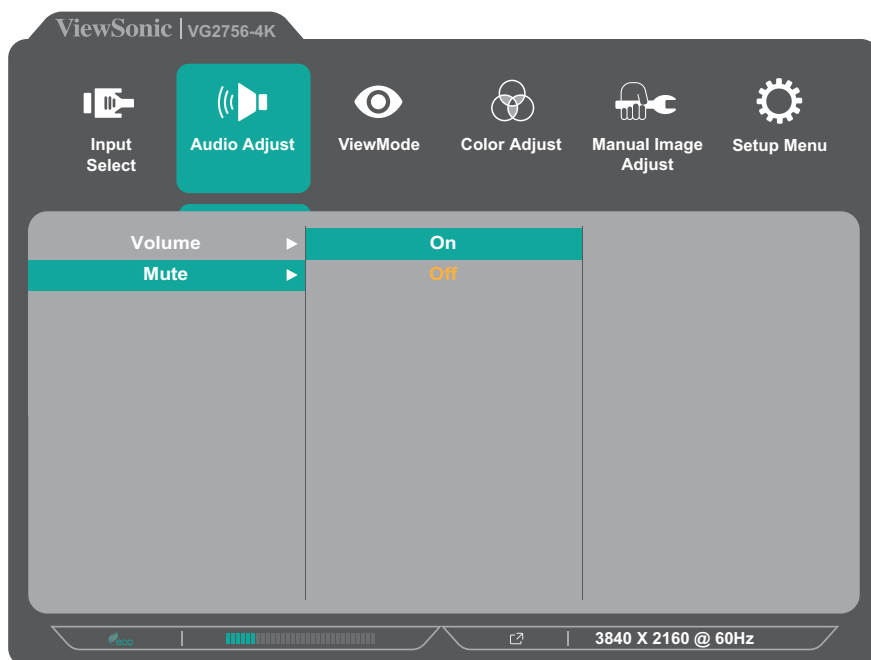 ViewSonic | VG2756-4K
Input Select
Audio Adjust
ViewMode
Color Adjust
Manual Image Adjust
Setup Menu
Volume
On
Mute
Off
eco
3840 X 2160 @ 60Hz